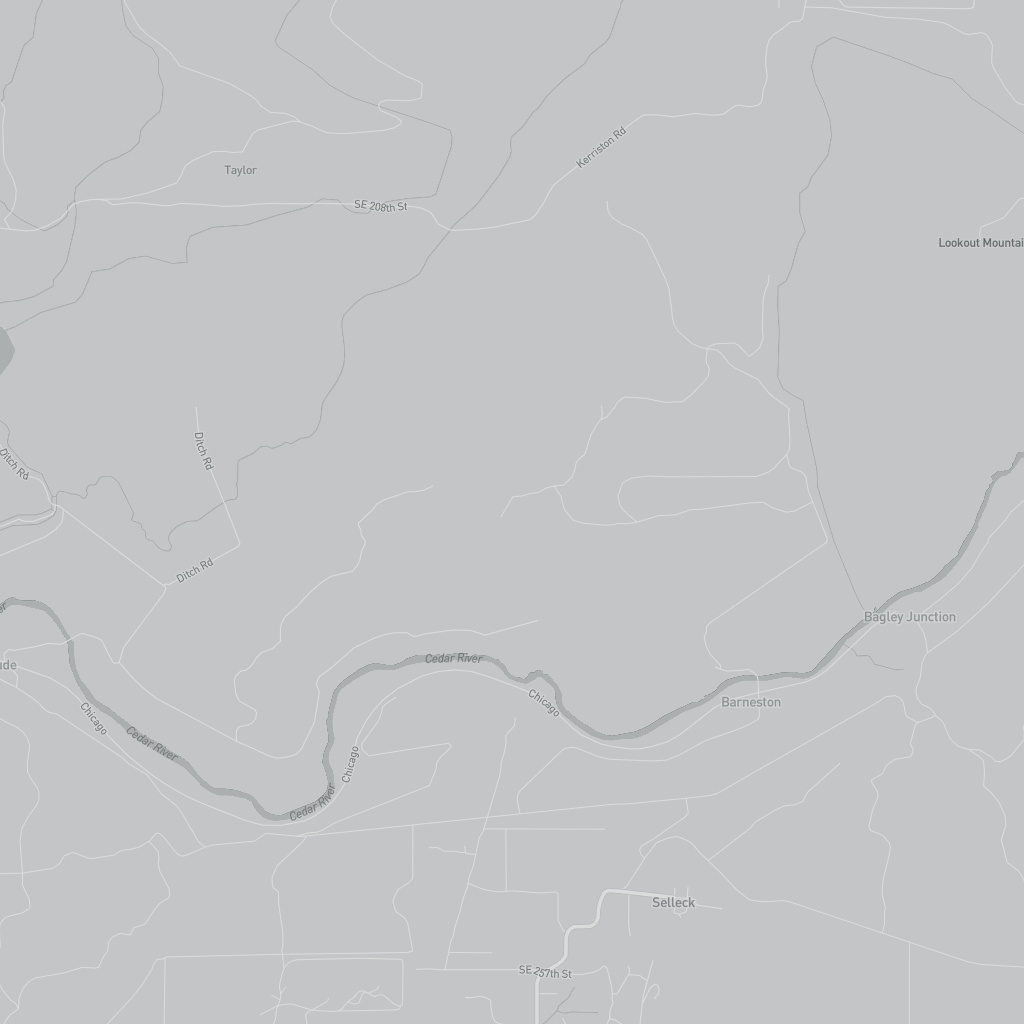 Kerriston Rd
Taylor
SE 208th St
Lookout Mountai
Ditch Rd
Ditch Rd
Ditch Rd
Bagley Junction
Cedar River
ude
Chicago
Barneston
Chicago
Cedar River
Chicago
Cedar River
Selleck
SE 257th St